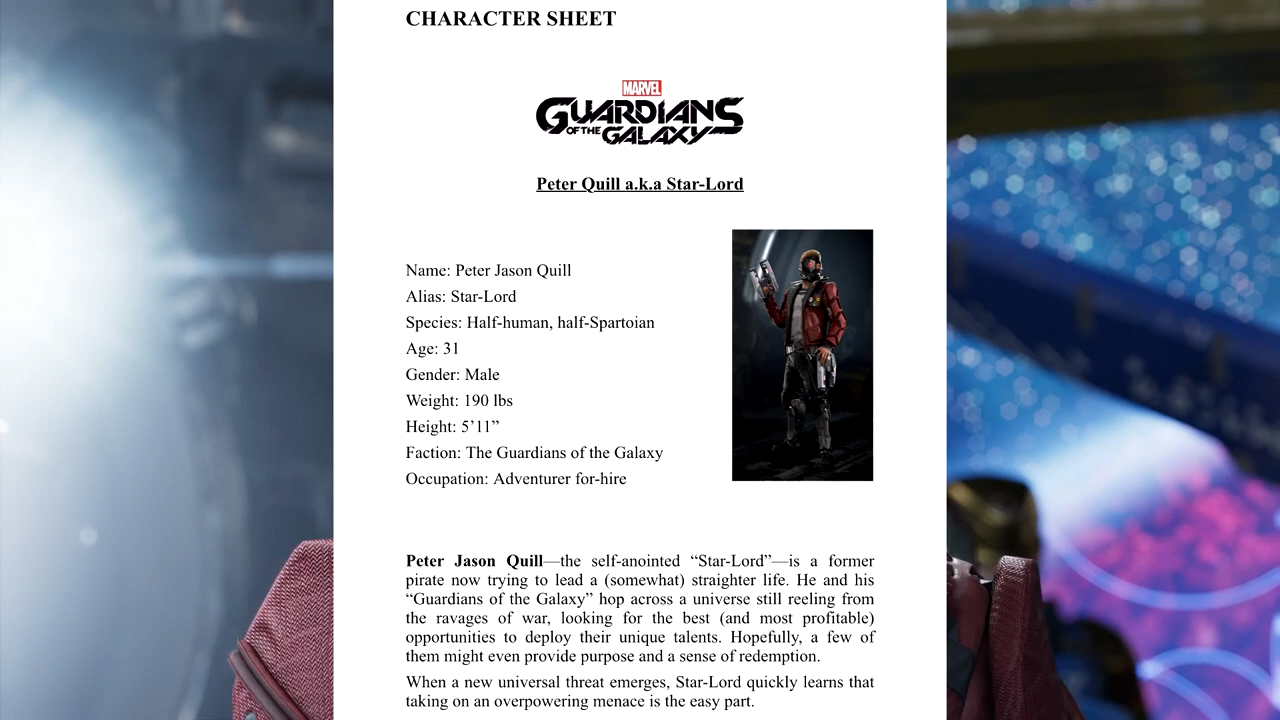 CHARACTER SHEET
MARVEL
GUARDIANS
OF THE
GALAXY
Peter Quill a.k.a Star-Lord
Name: Peter Jason Quill
Alias: Star-Lord
Species: Half-human, half-Spartoian
Age: 31
Gender: Male
Weight: 190 lbs
Height: 5’11”
Faction: The Guardians of the Galaxy
Occupation: Adventurer for-hire
Peter Jason Quill—the self-anointed “Star-Lord”—is a former
pirate now trying to lead a (somewhat) straighter life. He and his
“Guardians of the Galaxy” hop across a universe still reeling from
the ravages of war, looking for the best (and most profitable)
opportunities to deploy their unique talents. Hopefully, a few of
them might even provide purpose and a sense of redemption.
When a new universal threat emerges, Star-Lord quickly learns that
taking on an overpowering menace is the easy part.